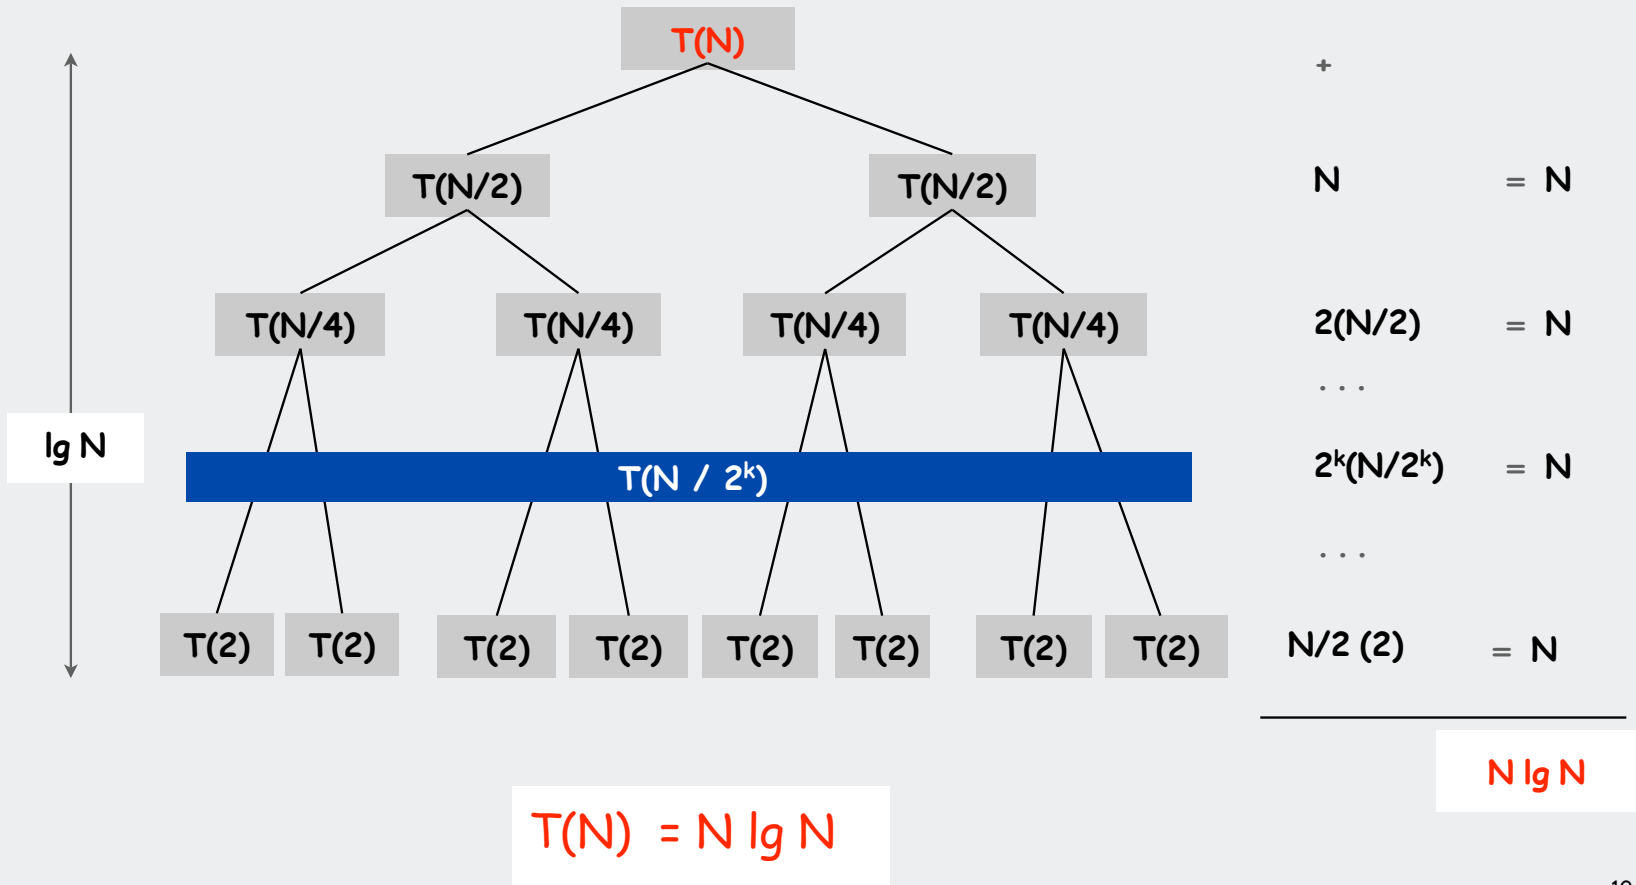 T(N)
+
T(N/2) T(N/2)
N = N
T(N/4) T(N/4) T(N/4) T(N/4)
2(N/2) = N
. . .
lg N
T(N / 2ᵏ)
2ᵏ(N/2ᵏ) = N
. . .
T(2) T(2) T(2) T(2) T(2) T(2) T(2) T(2)
N/2 (2) = N
N lg N
T(N) = N lg N